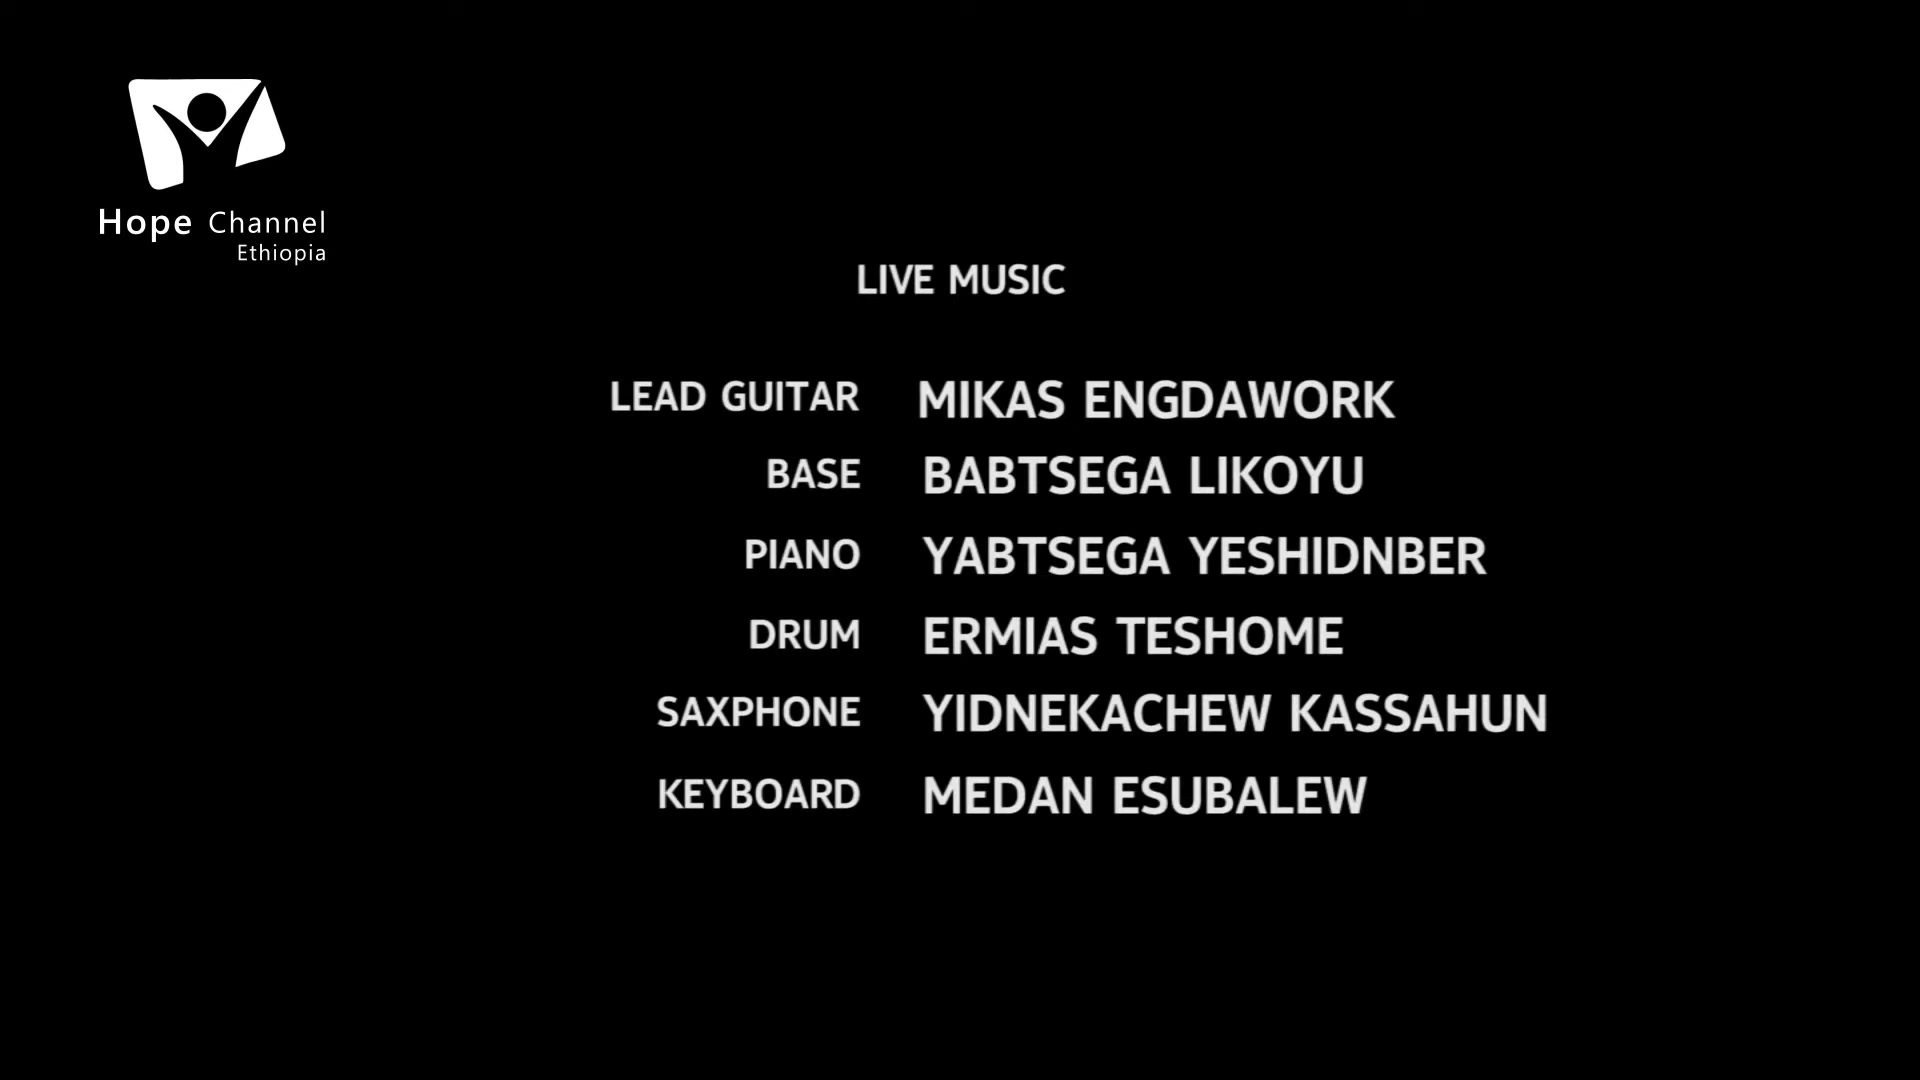 Hope Channel
Ethiopia
LIVE MUSIC
LEAD GUITAR MIKAS ENGDAWORK
BASE BABTSEGA LIKOYU
PIANO YABTSEGA YESHIDNBER
DRUM ERMIAS TESHOME
SAXPHONE YIDNEKACHEW KASSAHUN
KEYBOARD MEDAN ESUBALEW